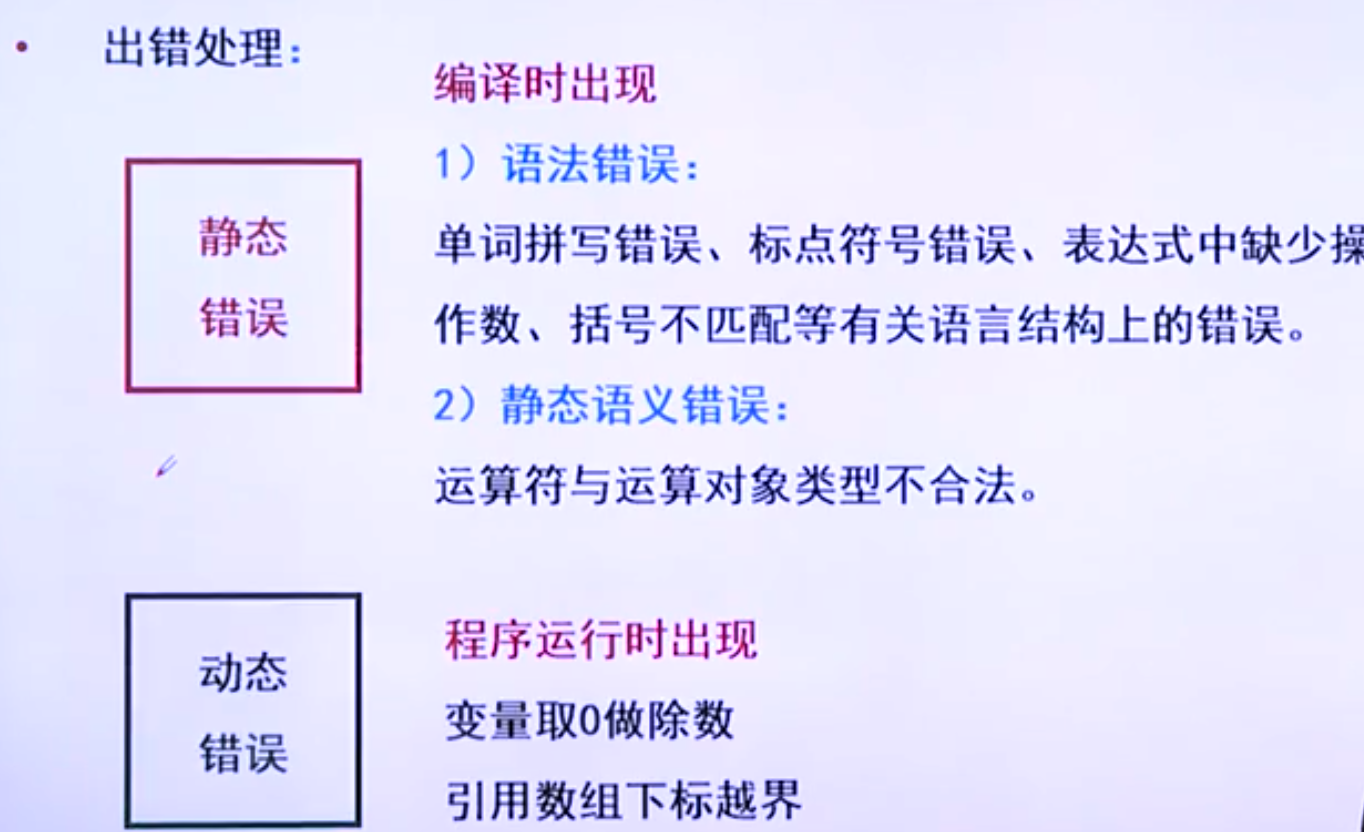 • 出错处理：
编译时出现
1）语法错误：
静态
错误
单词拼写错误、标点符号错误、表达式中缺少操
作数、括号不匹配等有关语言结构上的错误。
2）静态语义错误：
运算符与运算对象类型不合法。
动态
错误
程序运行时出现
变量取0做除数
引用数组下标越界